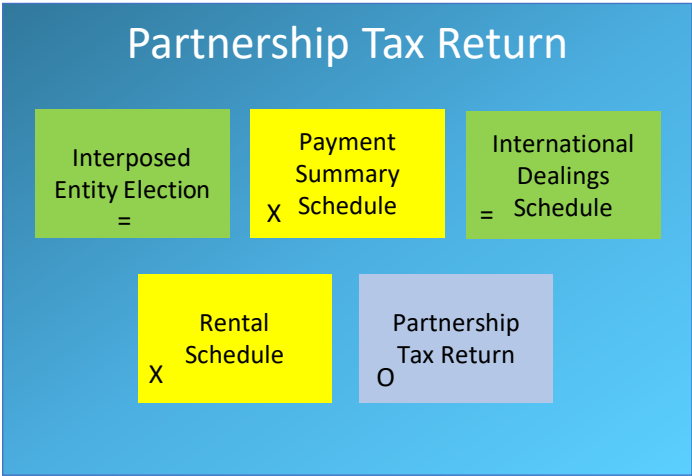 Partnership Tax Return
Interposed
Entity Election
=
Payment
Summary
X Schedule
International
Dealings
= Schedule
Rental
Schedule
X
Partnership
Tax Return
O